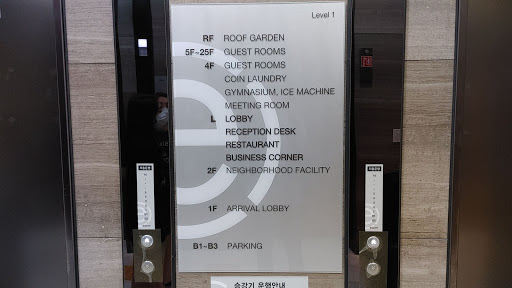 Level 1
RF ROOF GARDEN
5F~25F GUEST ROOMS
4F GUEST ROOMS
COIN LAUNDRY
GYMNASIUM, ICE MACHINE
MEETING ROOM
L LOBBY
RECEPTION DESK
RESTAURANT
BUSINESS CORNER
2F NEIGHBORHOOD FACILITY
1F ARRIVAL LOBBY
B1~B3 PARKING
승강기 운행안내